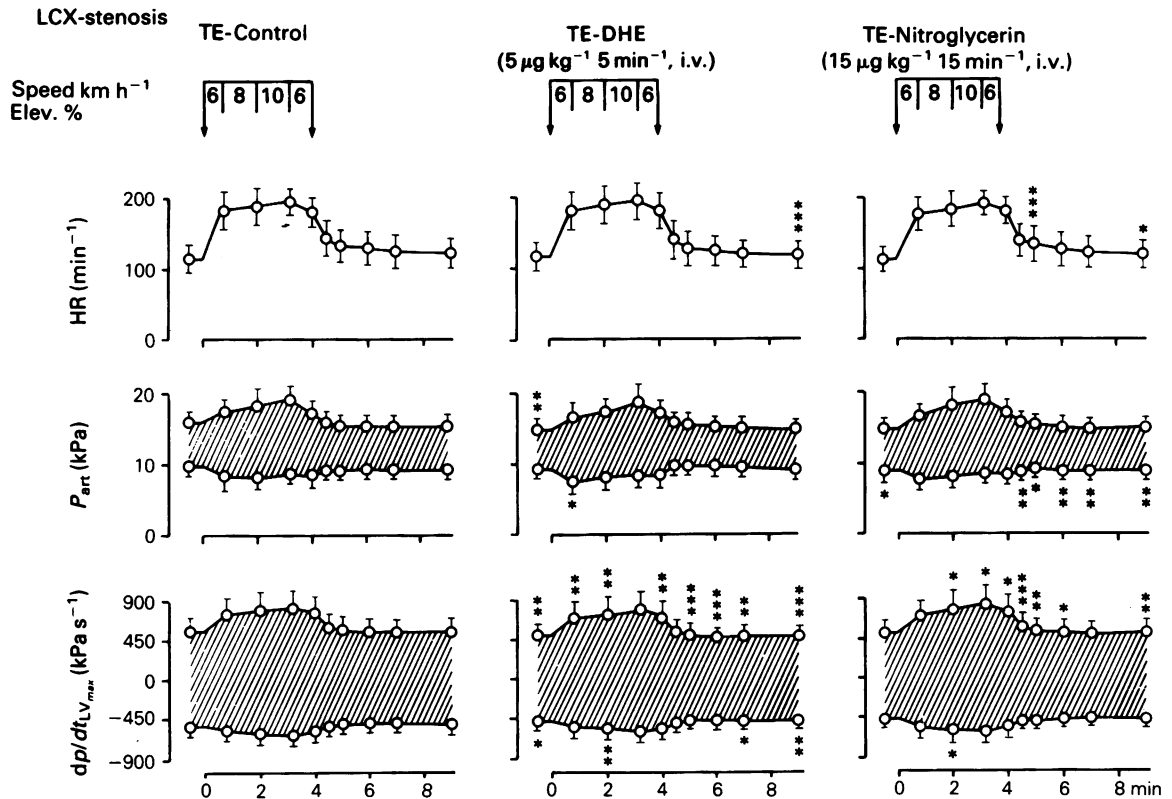 LCX-stenosis
TE-Control
TE-DHE
(5 μg kg⁻¹ 5 min⁻¹, i.v.)
TE-Nitroglycerin
(15 μg kg⁻¹ 15 min⁻¹, i.v.)
Speed km h⁻¹
Elev. %
6 8 10 6
6 8 10 6
6 8 10 6
HR (min⁻¹)
200
100
0
***
***
*
P_art (kPa)
20
10
0
**
*
*
**
*
**
**
**
dp/dt_LVmax (kPa s⁻¹)
900
450
0
−450
−900
** ** *** ** *** *** ** ***
* ** * **
* * * *** ** * **
*
0 2 4 6 8
0 2 4 6 8
0 2 4 6 8 min